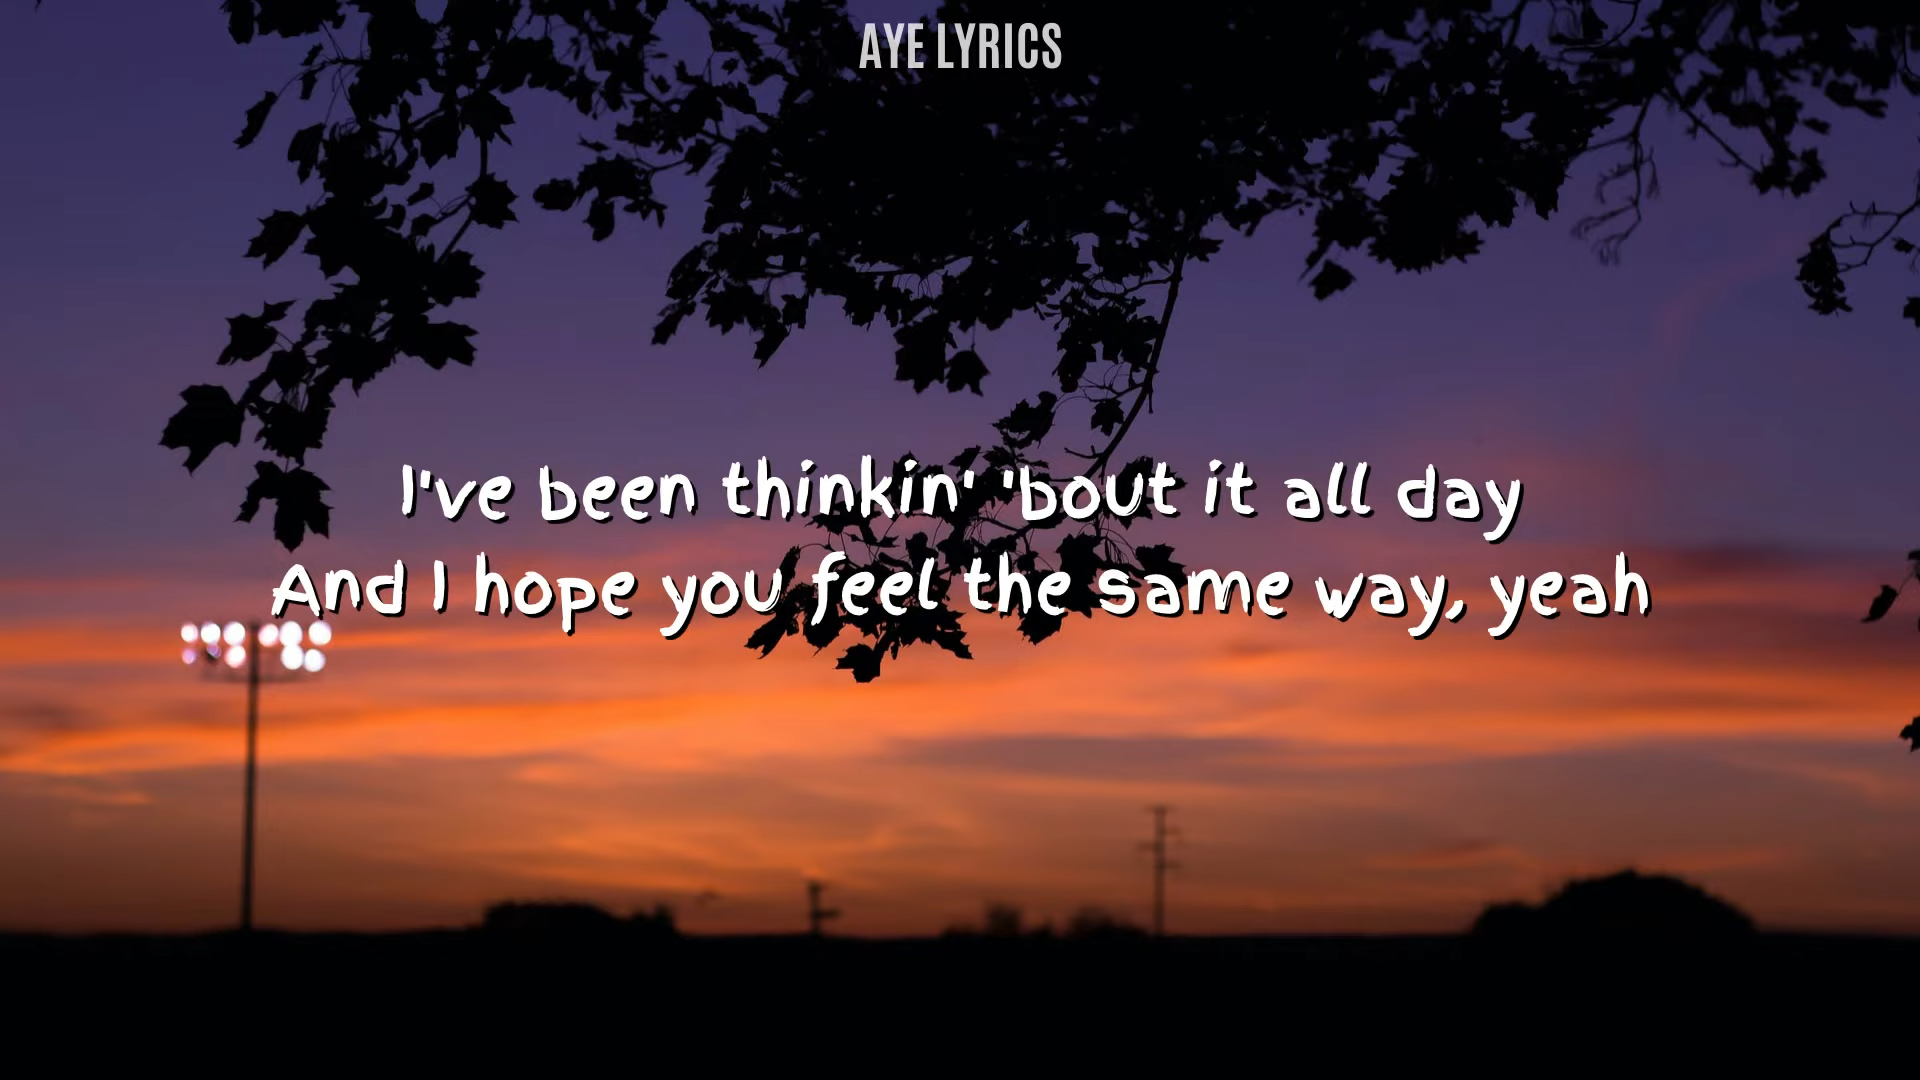 AYE LYRICS
I've been thinkin' 'bout it all day
And I hope you feel the same way, yeah